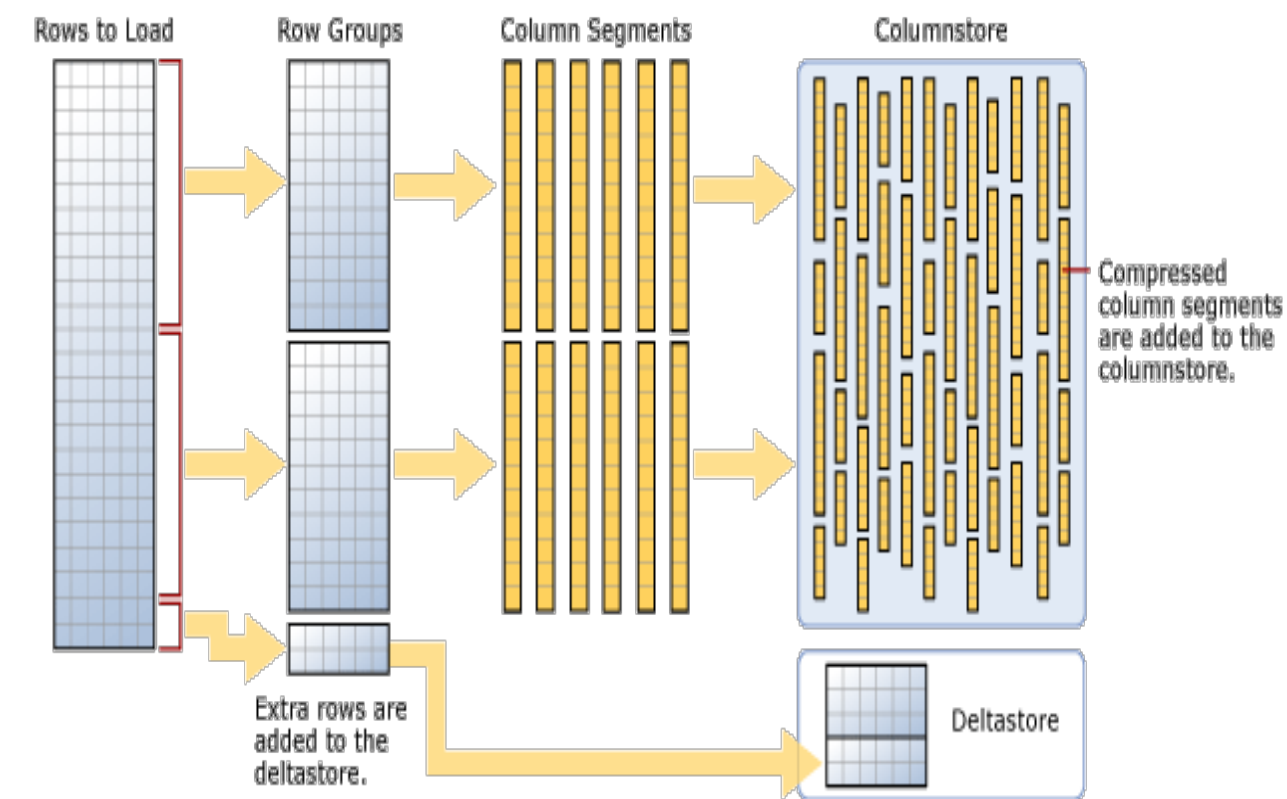 Rows to Load
Row Groups
Column Segments
Columnstore
Compressed
column segments
are added to the
columnstore.
Extra rows are
added to the
deltastore.
Deltastore